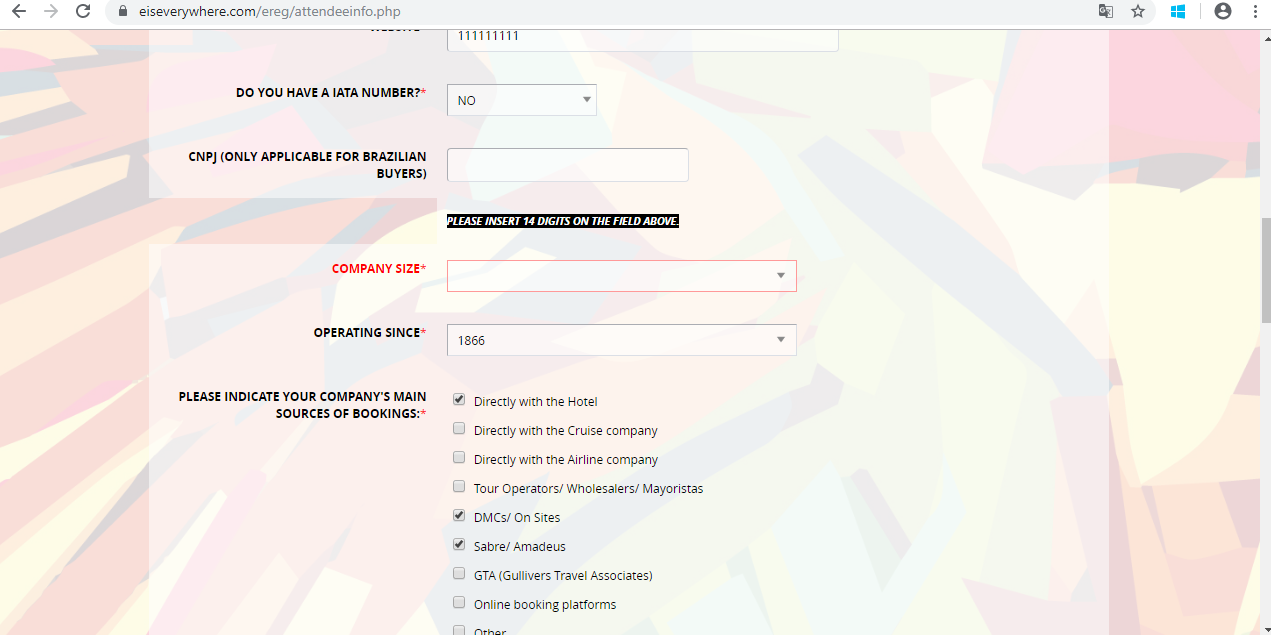 eiseverywhere.com/ereg/attendeeinfo.php
WEBSITE
111111111
DO YOU HAVE A IATA NUMBER?*
NO
CNPJ (ONLY APPLICABLE FOR BRAZILIAN
BUYERS)
PLEASE INSERT 14 DIGITS ON THE FIELD ABOVE.
COMPANY SIZE*
OPERATING SINCE*
1866
PLEASE INDICATE YOUR COMPANY'S MAIN
SOURCES OF BOOKINGS:*
Directly with the Hotel
Directly with the Cruise company
Directly with the Airline company
Tour Operators/ Wholesalers/ Mayoristas
DMCs/ On Sites
Sabre/ Amadeus
GTA (Gullivers Travel Associates)
Online booking platforms
Other